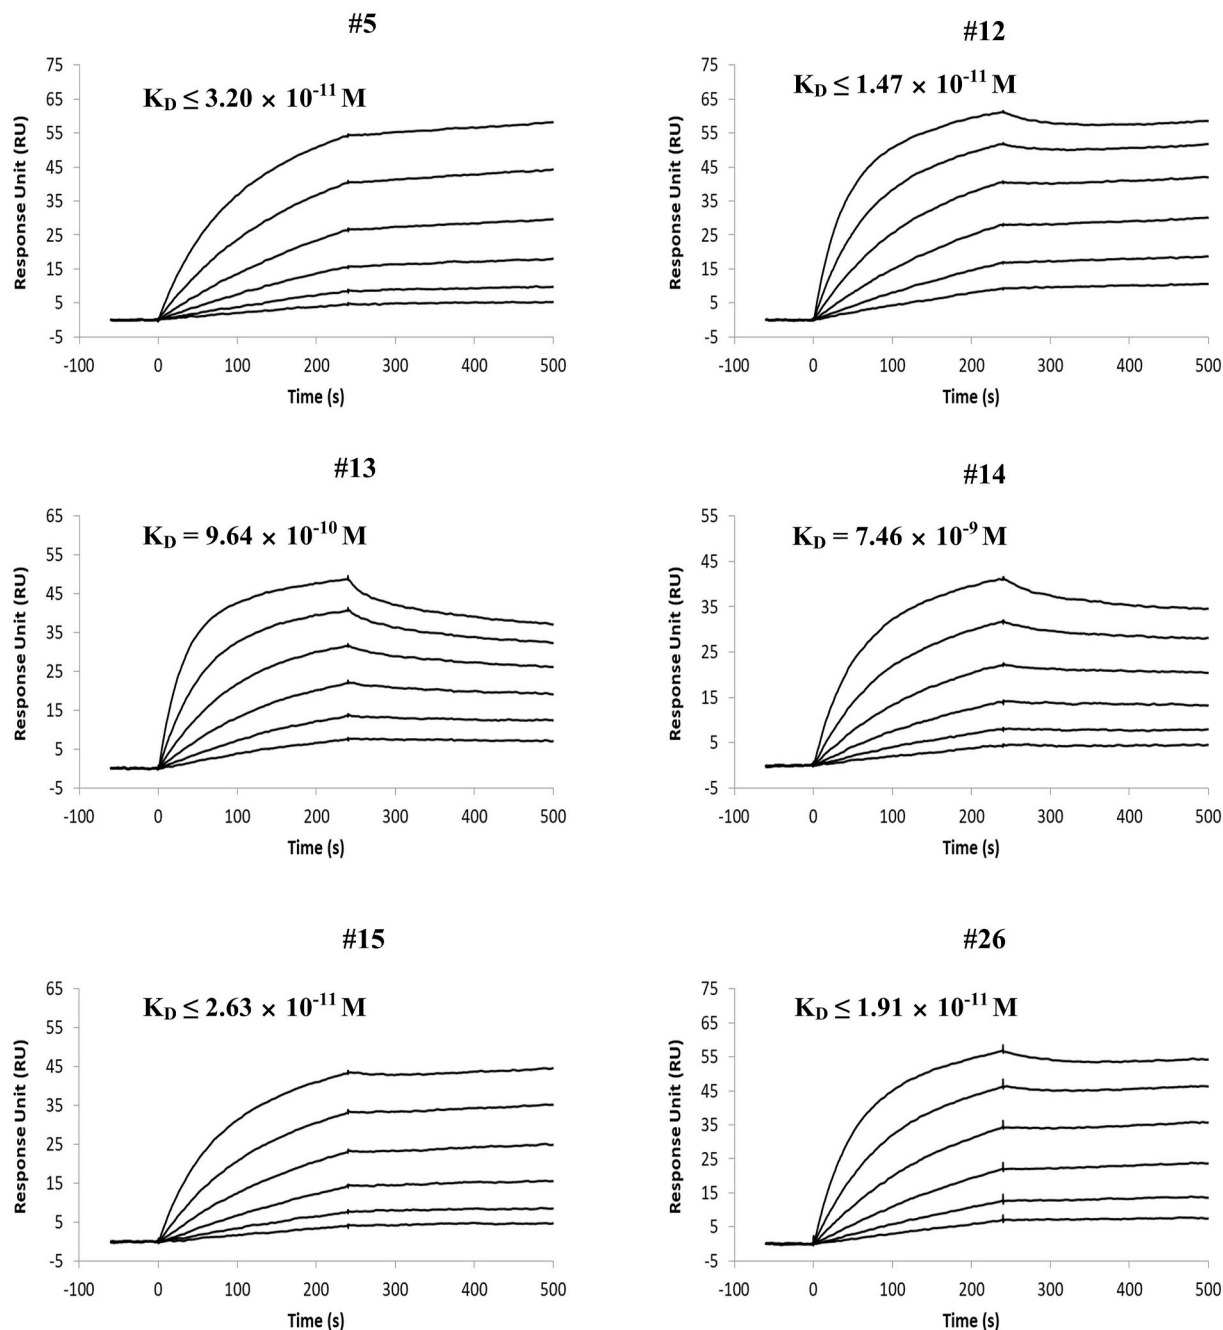 #5
K_D ≤ 3.20 × 10^-11 M
Response Unit (RU)
75
65
55
45
35
25
15
5
-5
-100 0 100 200 300 400 500
Time (s)
#12
K_D ≤ 1.47 × 10^-11 M
Response Unit (RU)
75
65
55
45
35
25
15
5
-5
-100 0 100 200 300 400 500
Time (s)
#13
K_D = 9.64 × 10^-10 M
Response Unit (RU)
65
55
45
35
25
15
5
-5
-100 0 100 200 300 400 500
Time (s)
#14
K_D = 7.46 × 10^-9 M
Response Unit (RU)
55
45
35
25
15
5
-5
-100 0 100 200 300 400 500
Time (s)
#15
K_D ≤ 2.63 × 10^-11 M
Response Unit (RU)
65
55
45
35
25
15
5
-5
-100 0 100 200 300 400 500
Time (s)
#26
K_D ≤ 1.91 × 10^-11 M
Response Unit (RU)
75
65
55
45
35
25
15
5
-5
-100 0 100 200 300 400 500
Time (s)